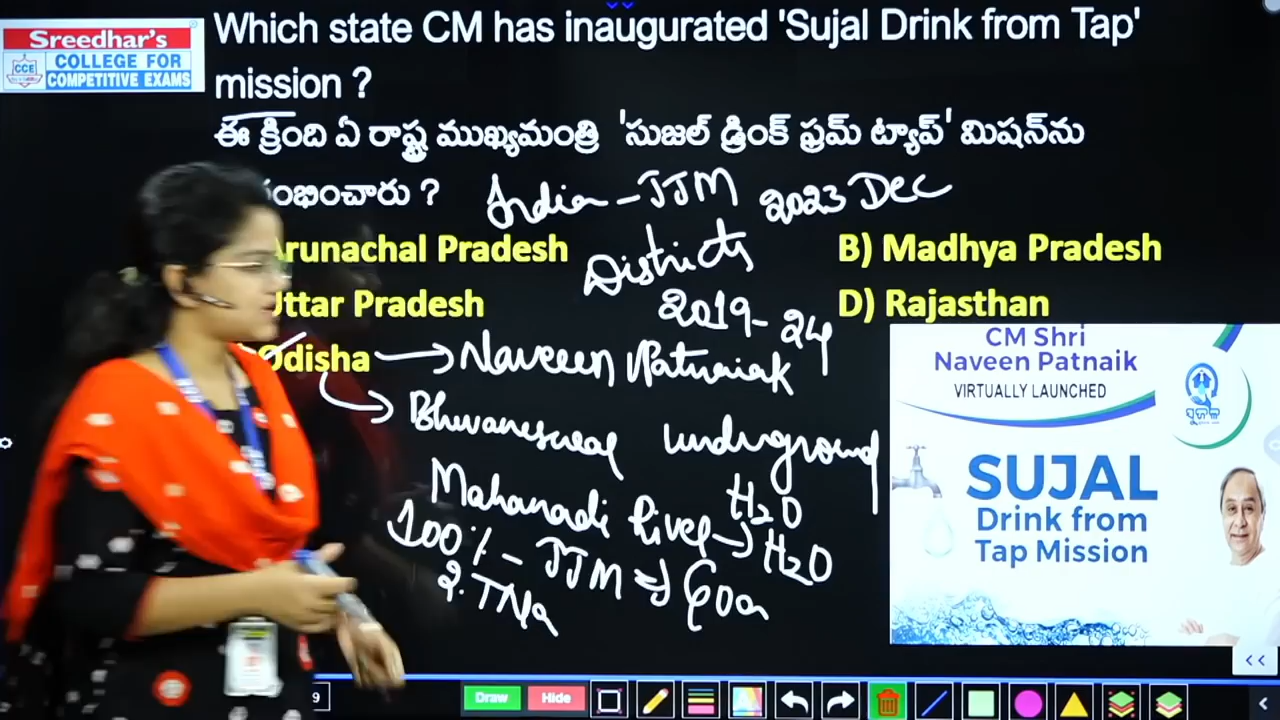 Sreedhar's
CCE
COLLEGE FOR
COMPETITIVE EXAMS
Which state CM has inaugurated 'Sujal Drink from Tap'
mission ?
ఈ క్రింది ఏ రాష్ట్ర ముఖ్యమంత్రి 'సుజల్ డ్రింక్ ఫ్రమ్ ట్యాప్' మిషన్‌ను
ంభించారు ?
India - JJM 2023 Dec
Arunachal Pradesh
B) Madhya Pradesh
Districts
Uttar Pradesh
D) Rajasthan
2019-24
Odisha → Naveen Patnaik
→ underground
Mahanadi River → H2O
H2O
100% - JJM → Goa
2.
CM Shri
Naveen Patnaik
VIRTUALLY LAUNCHED
ସୁଜଳ
SUJAL
Drink from
Tap Mission
9
Draw
Hide